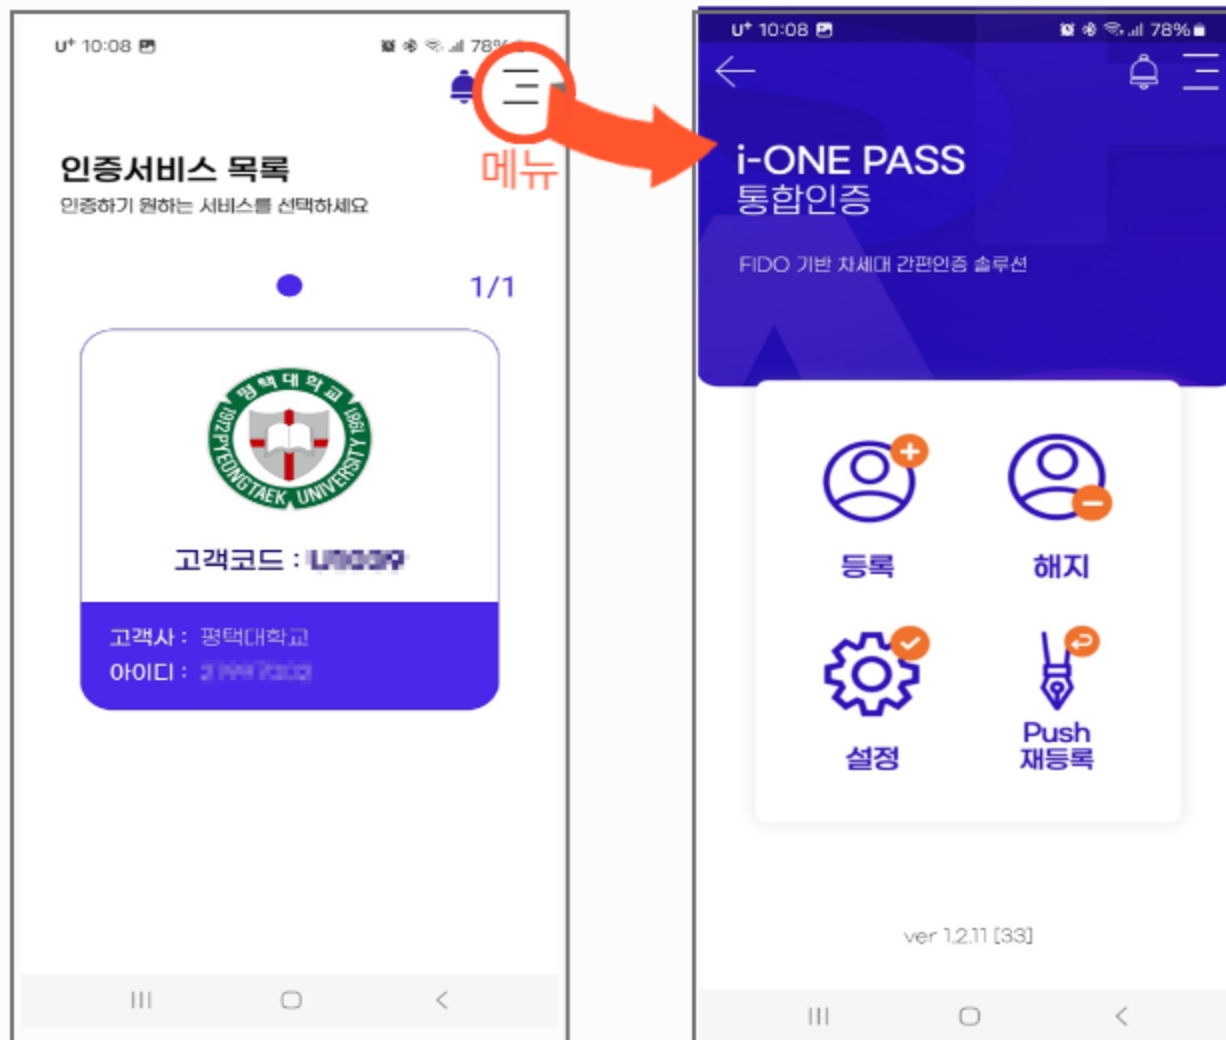 U⁺ 10:08
78%
메뉴
인증서비스 목록
인증하기 원하는 서비스를 선택하세요
1/1
평택대학교
1912 PYEONGTAEK UNIVERSITY 1981
고객코드 :
고객사 : 평택대학교
아이디 :
U⁺ 10:08
78%
i-ONE PASS
통합인증
FIDO 기반 차세대 간편인증 솔루션
등록
해지
설정
Push
재등록
ver 1.2.11 [33]